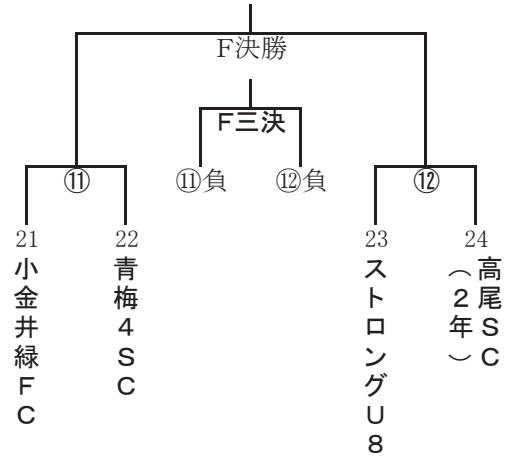 F決勝
F三決
⑪
⑪負
⑫負
⑫
21
22
23
24
小金井緑FC
青梅4SC
ストロングU8
高尾SC
(2年)